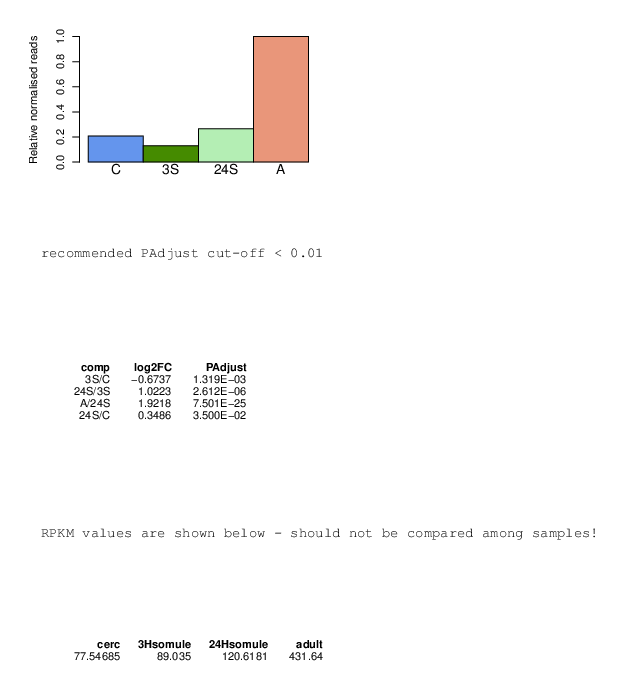 Relative normalised reads
1.0
0.8
0.6
0.4
0.2
0.0
C 3S 24S A
recommended PAdjust cut-off < 0.01
comp log2FC PAdjust
3S/C −0.6737 1.319E−03
24S/3S 1.0223 2.612E−06
A/24S 1.9218 7.501E−25
24S/C 0.3486 3.500E−02
RPKM values are shown below - should not be compared among samples!
cerc 3Hsomule 24Hsomule adult
77.54685 89.035 120.6181 431.64